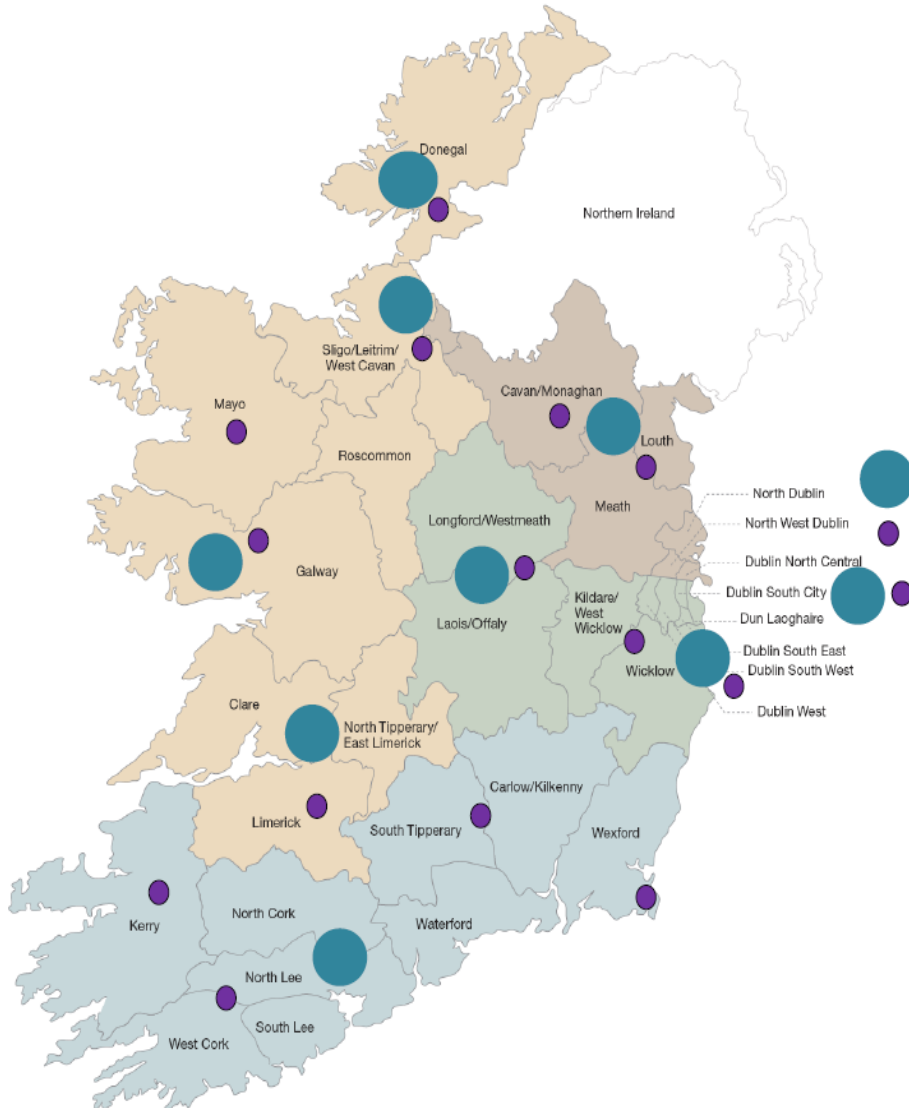 Donegal
Northern Ireland
Sligo/Leitrim/
West Cavan
Cavan/Monaghan
Mayo
Louth
Roscommon
North Dublin
Meath
Longford/Westmeath
North West Dublin
Dublin North Central
Galway
Dublin South City
Kildare/
West
Wicklow
Laois/Offaly
Dun Laoghaire
Dublin South East
Wicklow
Dublin South West
Clare
Dublin West
North Tipperary/
East Limerick
Carlow/Kilkenny
Limerick
South Tipperary
Wexford
North Cork
Waterford
Kerry
North Lee
South Lee
West Cork